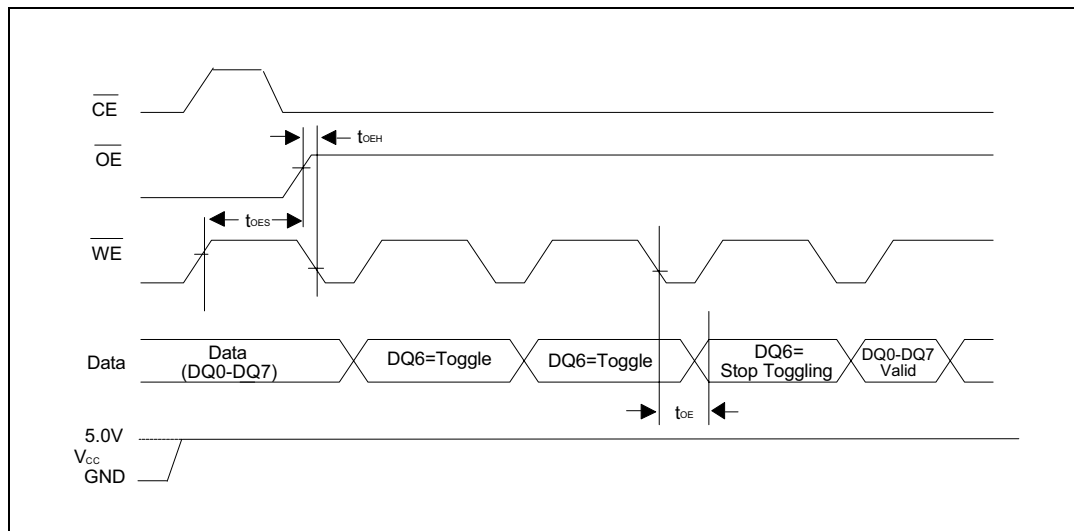 CE
tOEH
OE
tOES
WE
Data
Data
(DQ0-DQ7)
DQ6=Toggle
DQ6=Toggle
DQ6=
Stop Toggling
DQ0-DQ7
Valid
tOE
5.0V
VCC
GND